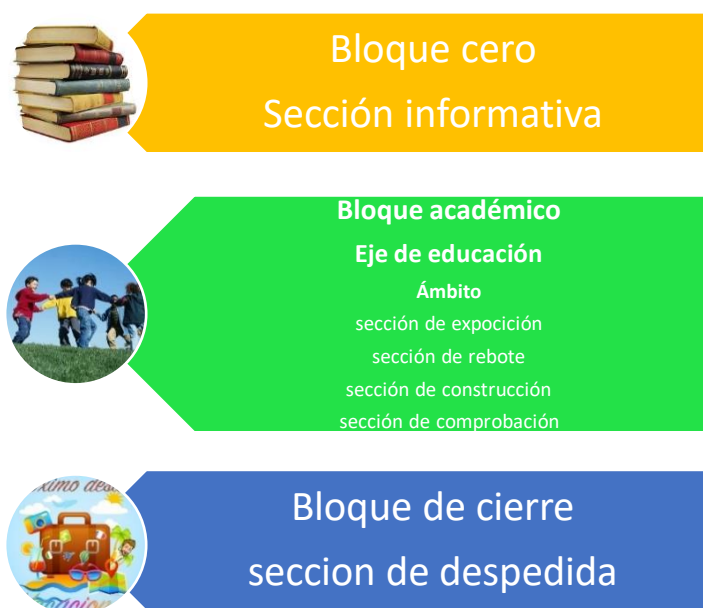 Bloque cero
Sección informativa
Bloque académico
Eje de educación
Ámbito
sección de expocición
sección de rebote
sección de construcción
sección de comprobación
Bloque de cierre
seccion de despedida